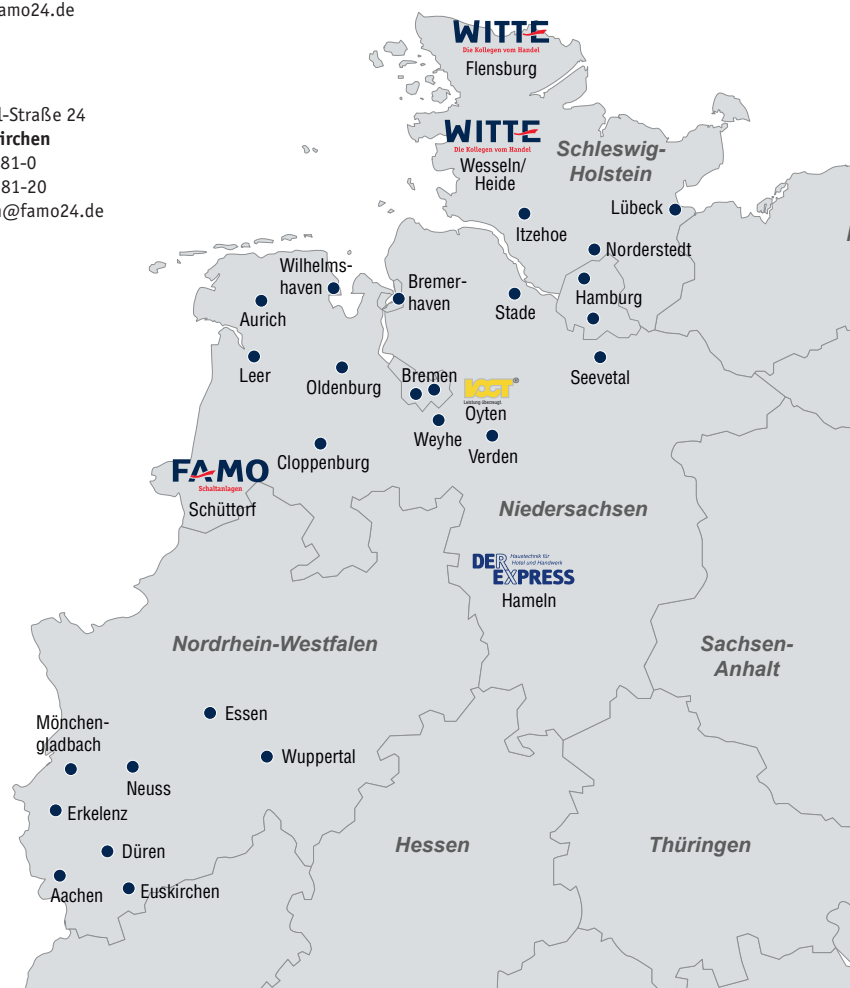 amo24.de
l-Straße 24
irchen
81-0
81-20
@famo24.de
WITTE
Die Kollegen vom Handel
Flensburg
WITTE
Die Kollegen vom Handel
Wesseln/
Heide
Schleswig-
Holstein
Lübeck
Itzehoe
Norderstedt
Wilhelms-
haven
Bremer-
haven
Hamburg
Aurich
Stade
Leer
Oldenburg
Bremen
VOGT®
Leistung überzeugt.
Oyten
Seevetal
Weyhe
Verden
Cloppenburg
FAMO
Schaltanlagen
Schüttorf
Niedersachsen
DER EXPRESS
Haustechnik für
Hotel und Handwerk
Hameln
Nordrhein-Westfalen
Sachsen-
Anhalt
Essen
Mönchen-
gladbach
Wuppertal
Neuss
Erkelenz
Düren
Hessen
Thüringen
Aachen
Euskirchen